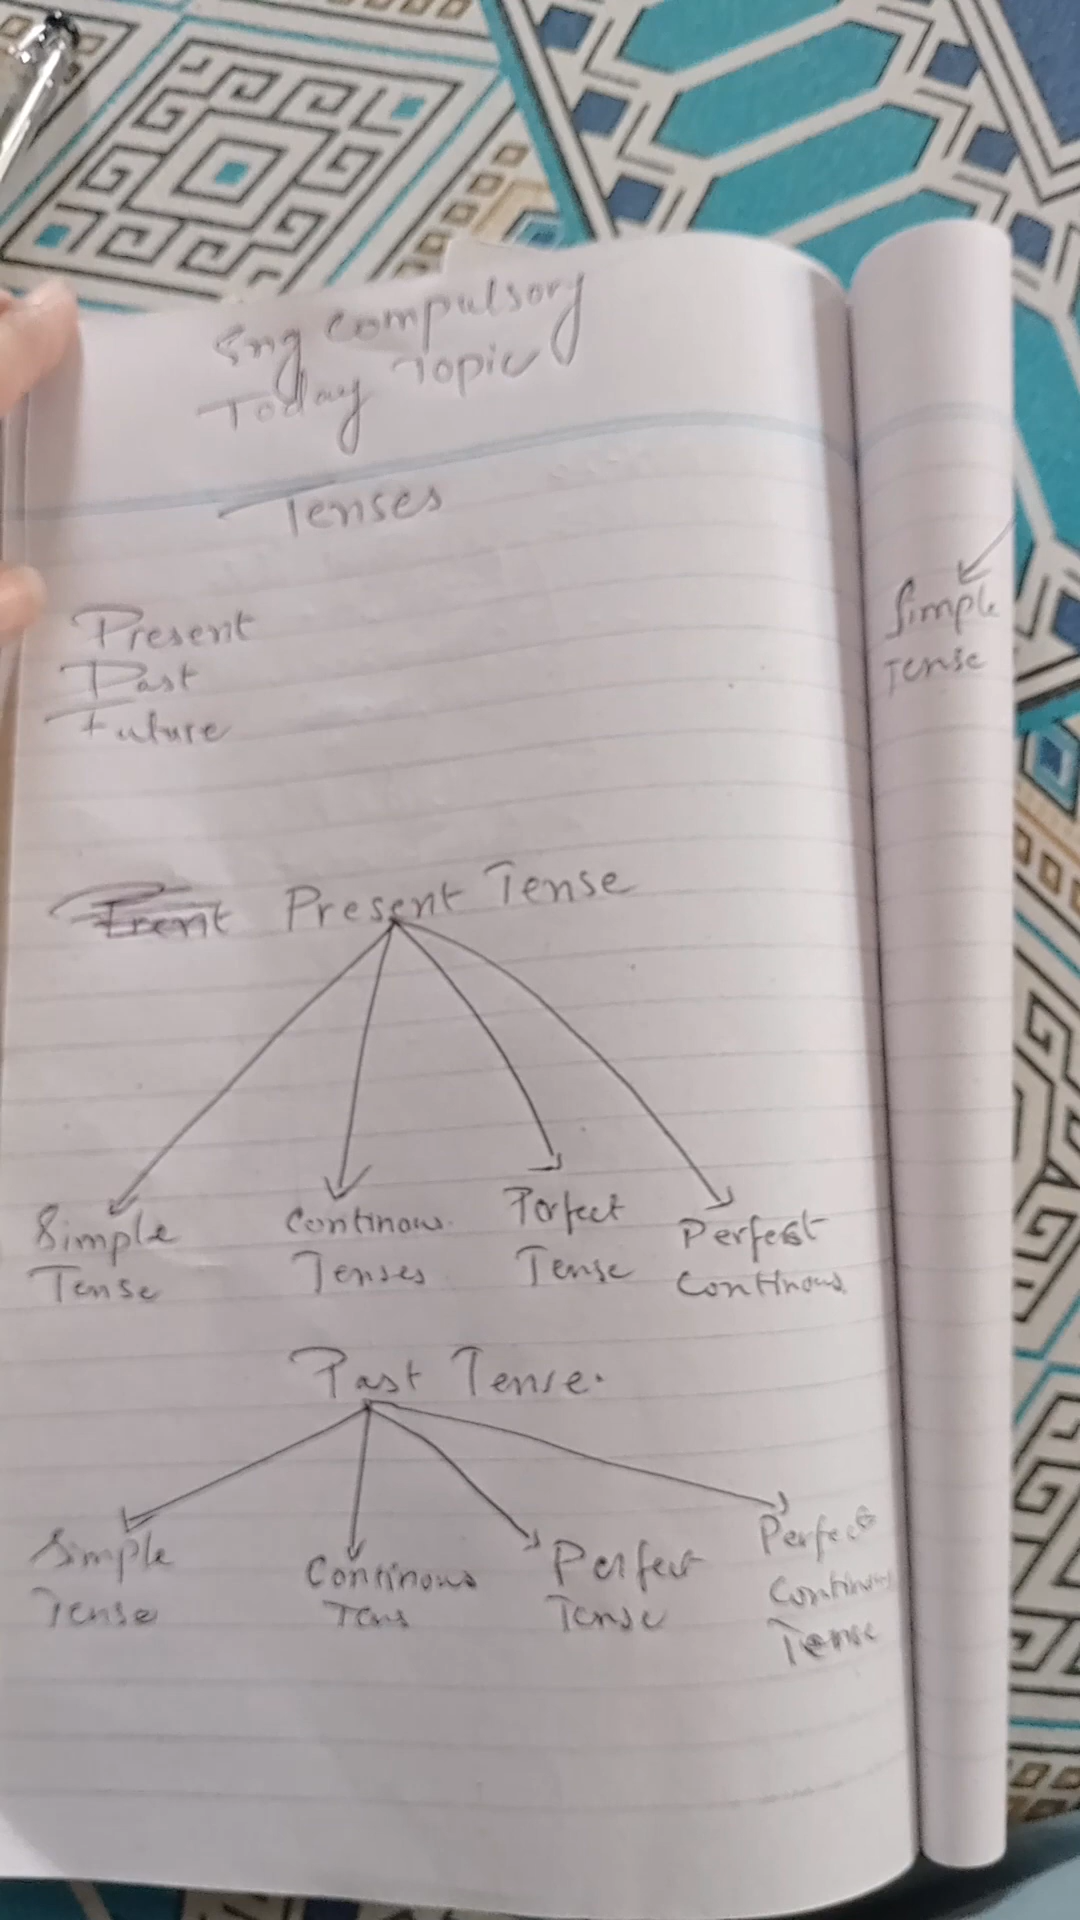 Eng Compulsory
Today Topic
Tenses
Present
Past
Future
Present Tense
Simple
Tense
Continous
Tenses
Perfect
Tense
Perfect
Continous
Past Tense.
Simple
Tense
Continous
Tens
Perfect
Tense
Perfect
Continous
Tense
Simple
Tense